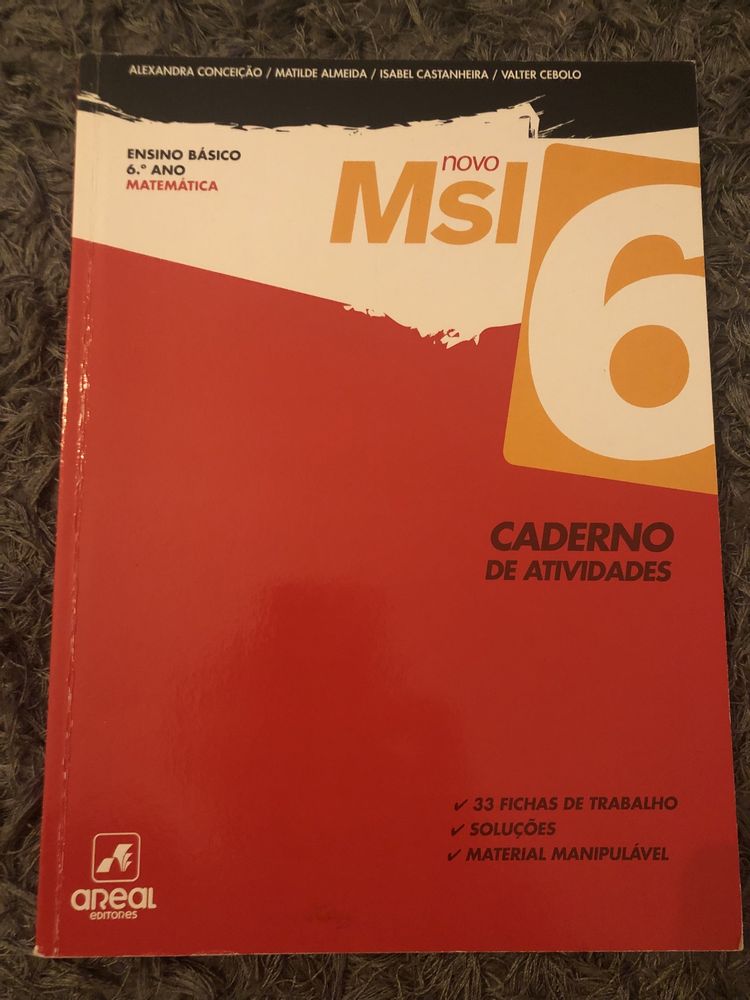 ALEXANDRA CONCEIÇÃO / MATILDE ALMEIDA / ISABEL CASTANHEIRA / VALTER CEBOLO
ENSINO BÁSICO
6.º ANO
MATEMÁTICA
novo
Msl
6
CADERNO
DE ATIVIDADES
✓ 33 FICHAS DE TRABALHO
✓ SOLUÇÕES
✓ MATERIAL MANIPULÁVEL
areal
EDITORES